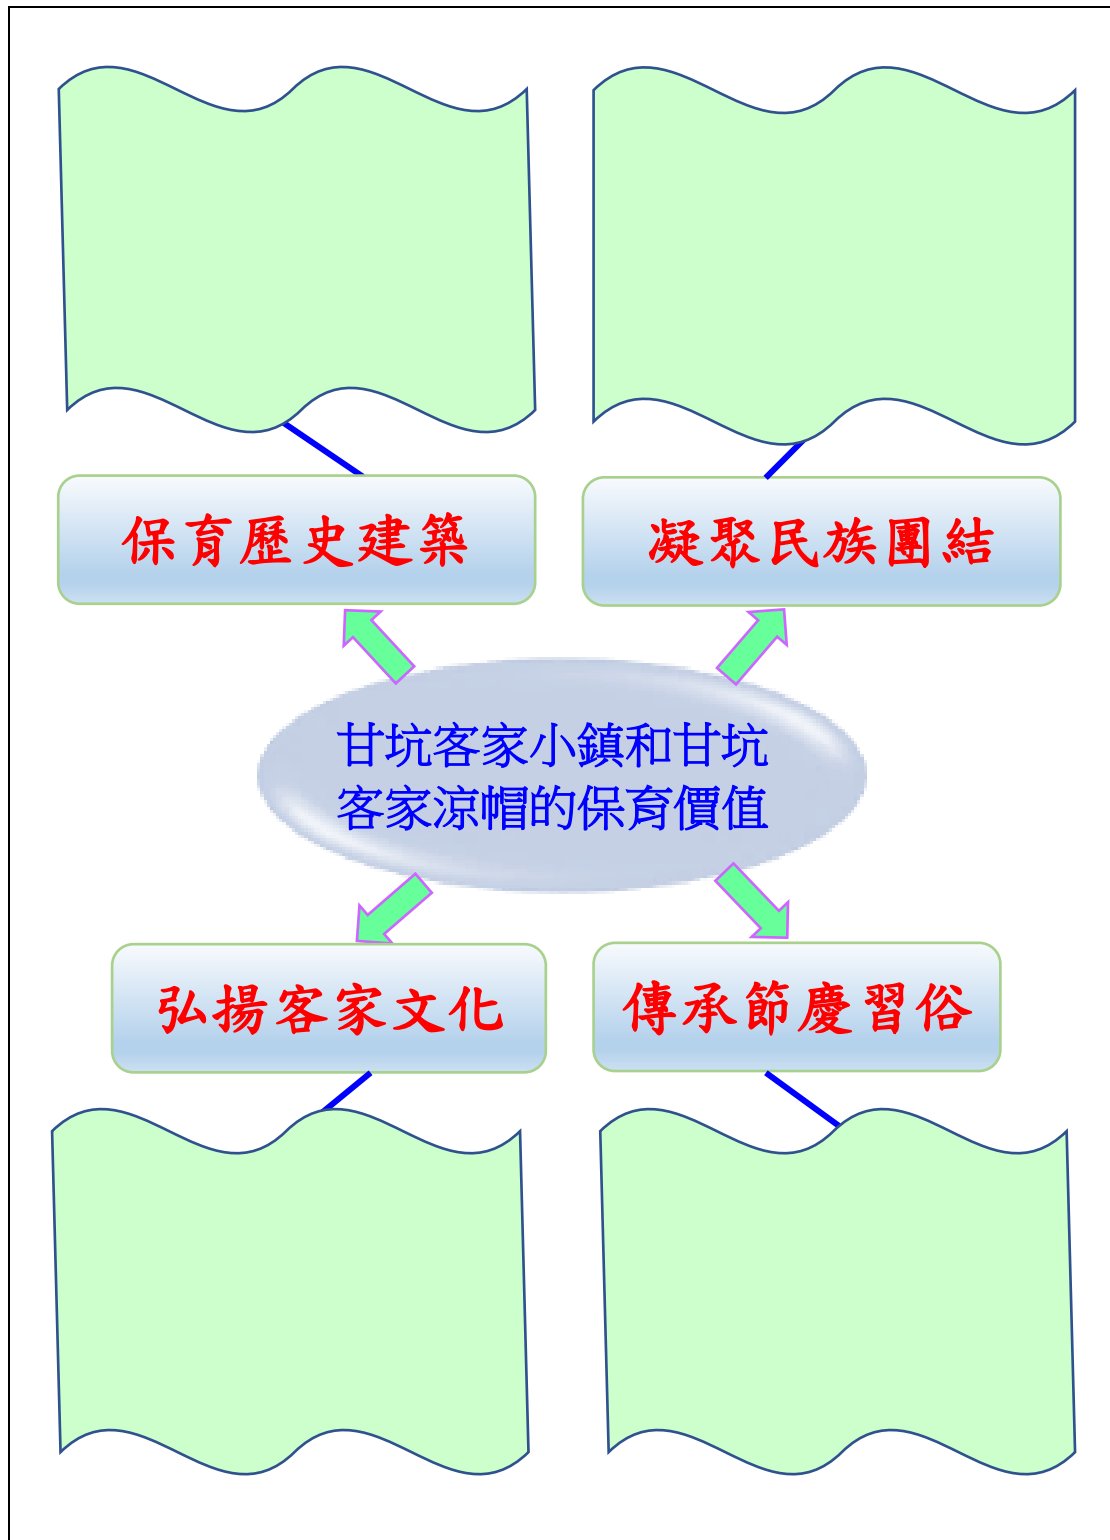 保育歷史建築
凝聚民族團結
甘坑客家小鎮和甘坑
客家涼帽的保育價值
弘揚客家文化
傳承節慶習俗